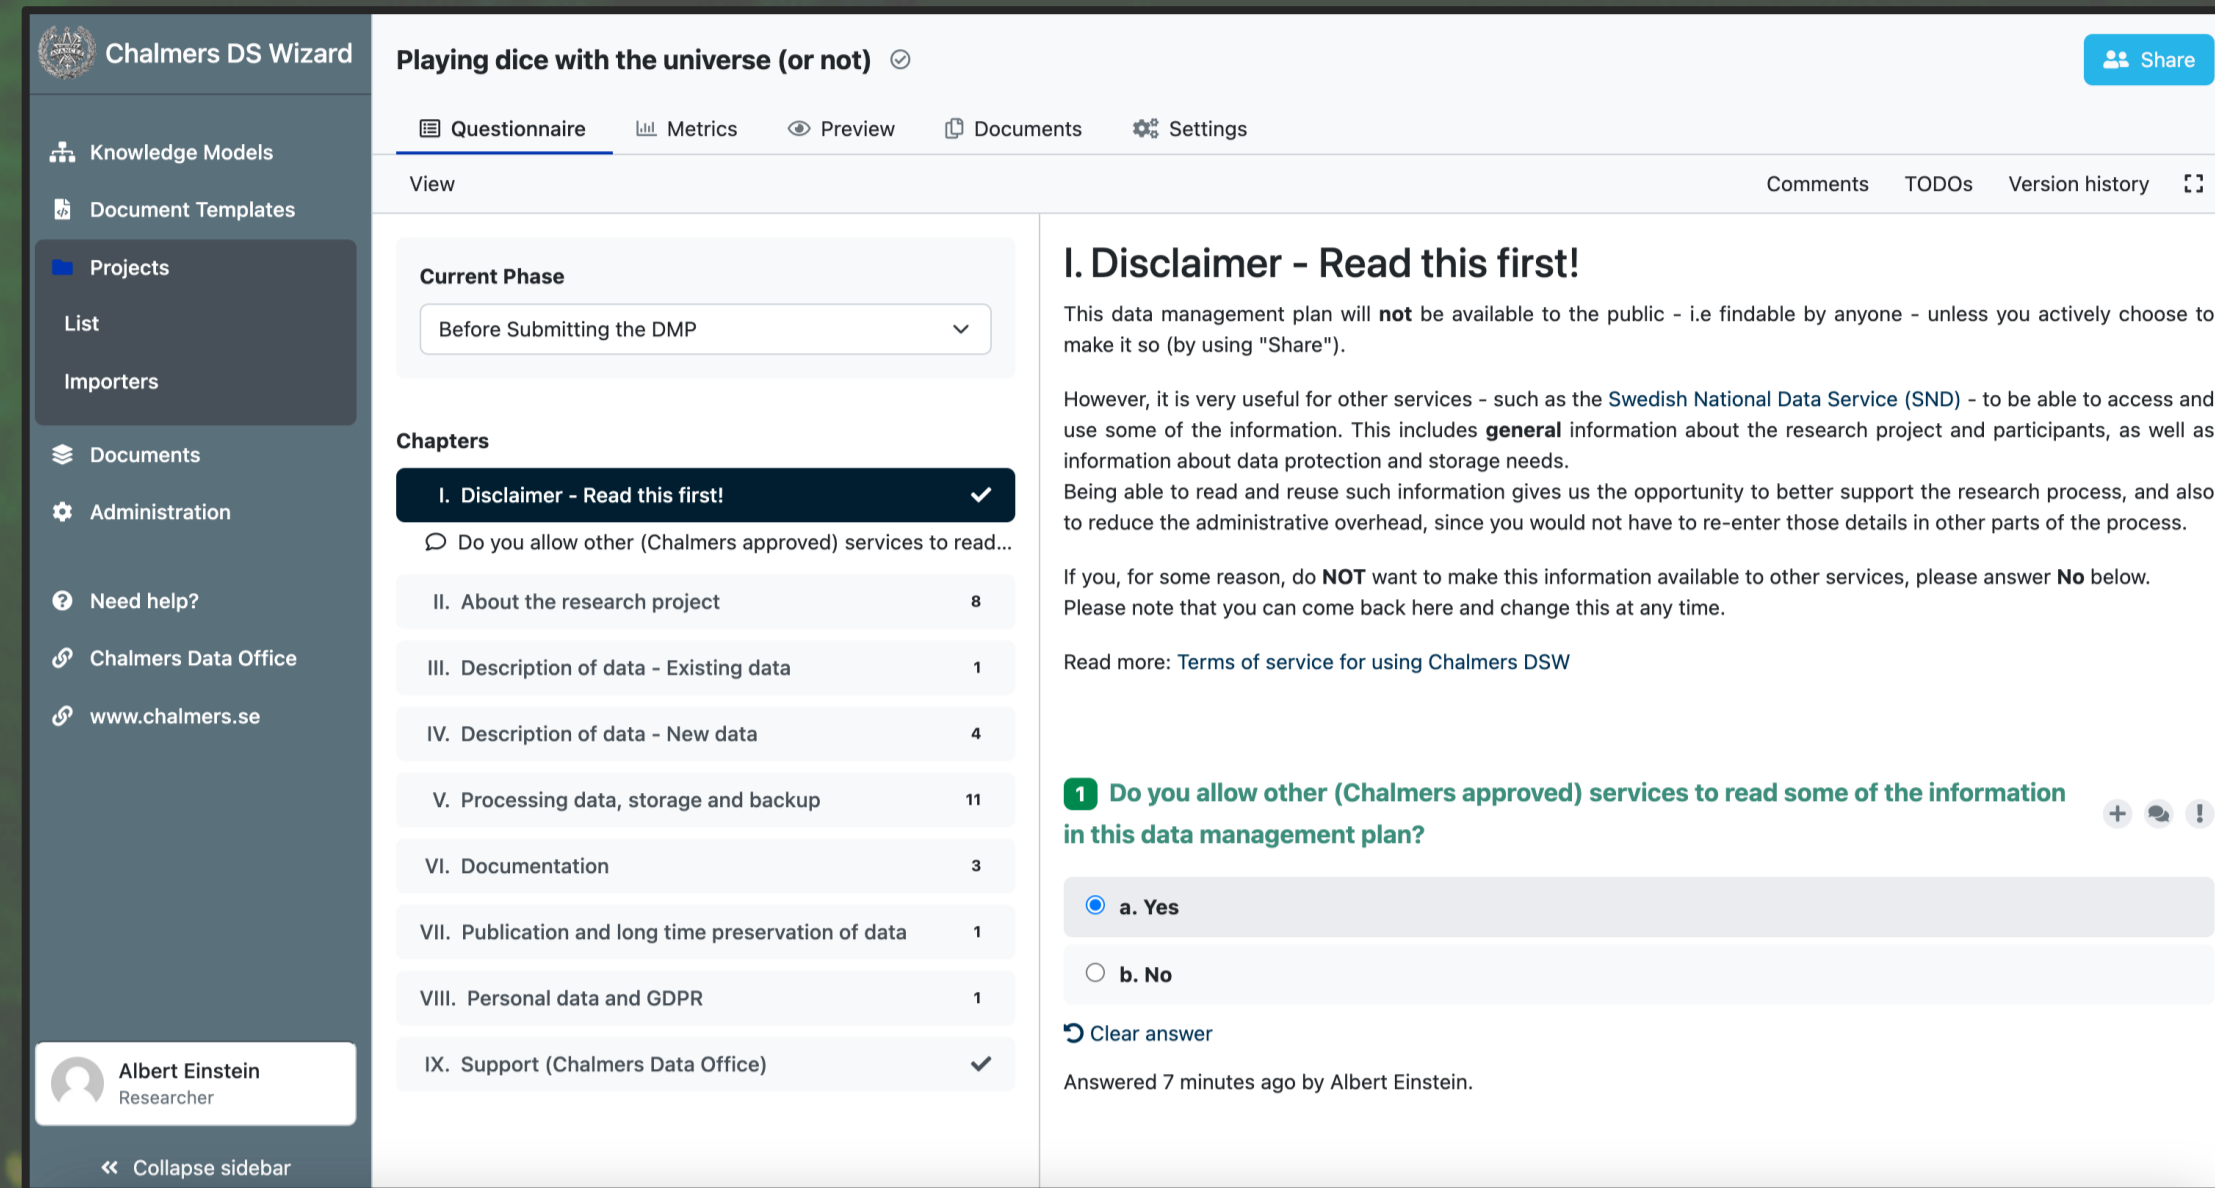 Chalmers DS Wizard
Knowledge Models
Document Templates
Projects
List
Importers
Documents
Administration
Need help?
Chalmers Data Office
www.chalmers.se
Albert Einstein
Researcher
Collapse sidebar
Playing dice with the universe (or not)
Share
Questionnaire
Metrics
Preview
Documents
Settings
View
Comments
TODOs
Version history
Current Phase
Before Submitting the DMP
Chapters
I. Disclaimer - Read this first!
Do you allow other (Chalmers approved) services to read...
II. About the research project 8
III. Description of data - Existing data 1
IV. Description of data - New data 4
V. Processing data, storage and backup 11
VI. Documentation 3
VII. Publication and long time preservation of data 1
VIII. Personal data and GDPR 1
IX. Support (Chalmers Data Office)
I. Disclaimer - Read this first!
This data management plan will not be available to the public - i.e findable by anyone - unless you actively choose to
make it so (by using "Share").
However, it is very useful for other services - such as the Swedish National Data Service (SND) - to be able to access and
use some of the information. This includes general information about the research project and participants, as well as
information about data protection and storage needs.
Being able to read and reuse such information gives us the opportunity to better support the research process, and also
to reduce the administrative overhead, since you would not have to re-enter those details in other parts of the process.
If you, for some reason, do NOT want to make this information available to other services, please answer No below.
Please note that you can come back here and change this at any time.
Read more: Terms of service for using Chalmers DSW
1 Do you allow other (Chalmers approved) services to read some of the information
in this data management plan?
a. Yes
b. No
Clear answer
Answered 7 minutes ago by Albert Einstein.